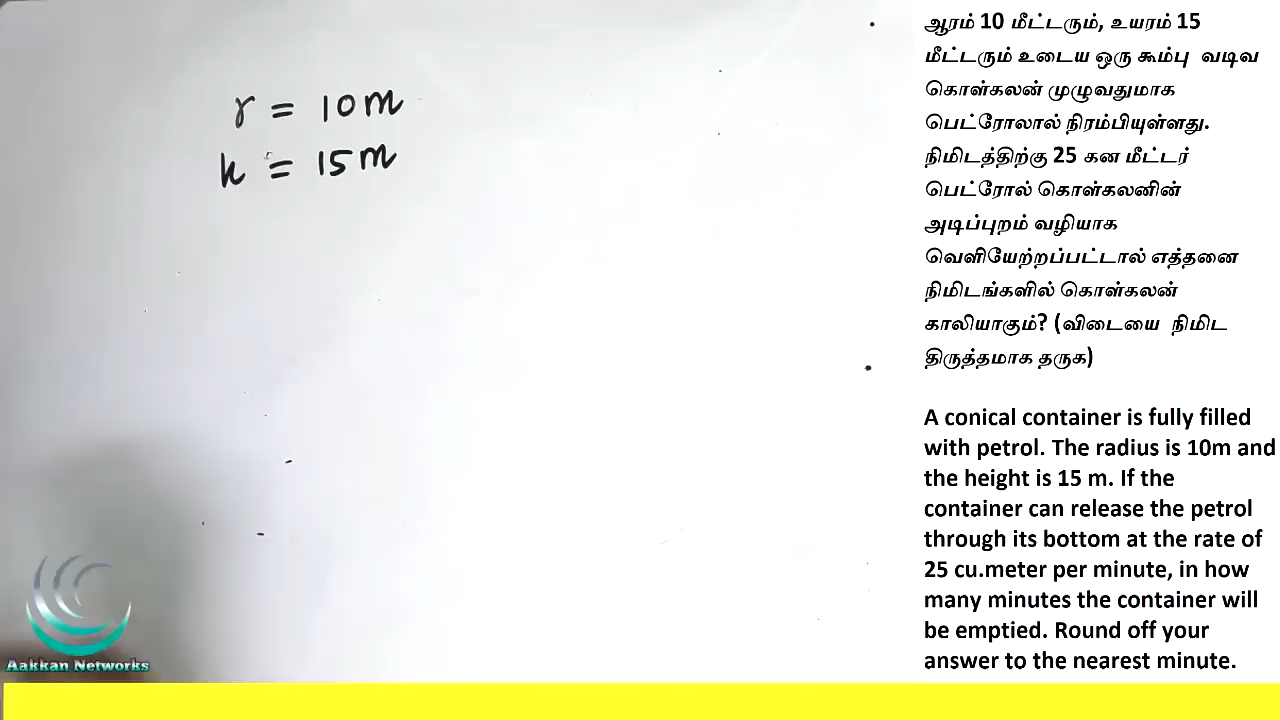 r = 10m
h = 15m
ஆரம் 10 மீட்டரும், உயரம் 15
மீட்டரும் உடைய ஒரு கூம்பு வடிவ
கொள்கலன் முழுவதுமாக
பெட்ரோலால் நிரம்பியுள்ளது.
நிமிடத்திற்கு 25 கன மீட்டர்
பெட்ரோல் கொள்கலனின்
அடிப்புறம் வழியாக
வெளியேற்றப்பட்டால் எத்தனை
நிமிடங்களில் கொள்கலன்
காலியாகும்? (விடையை நிமிட
திருத்தமாக தருக)
A conical container is fully filled
with petrol. The radius is 10m and
the height is 15 m. If the
container can release the petrol
through its bottom at the rate of
25 cu.meter per minute, in how
many minutes the container will
be emptied. Round off your
answer to the nearest minute.
Aakkan Networks